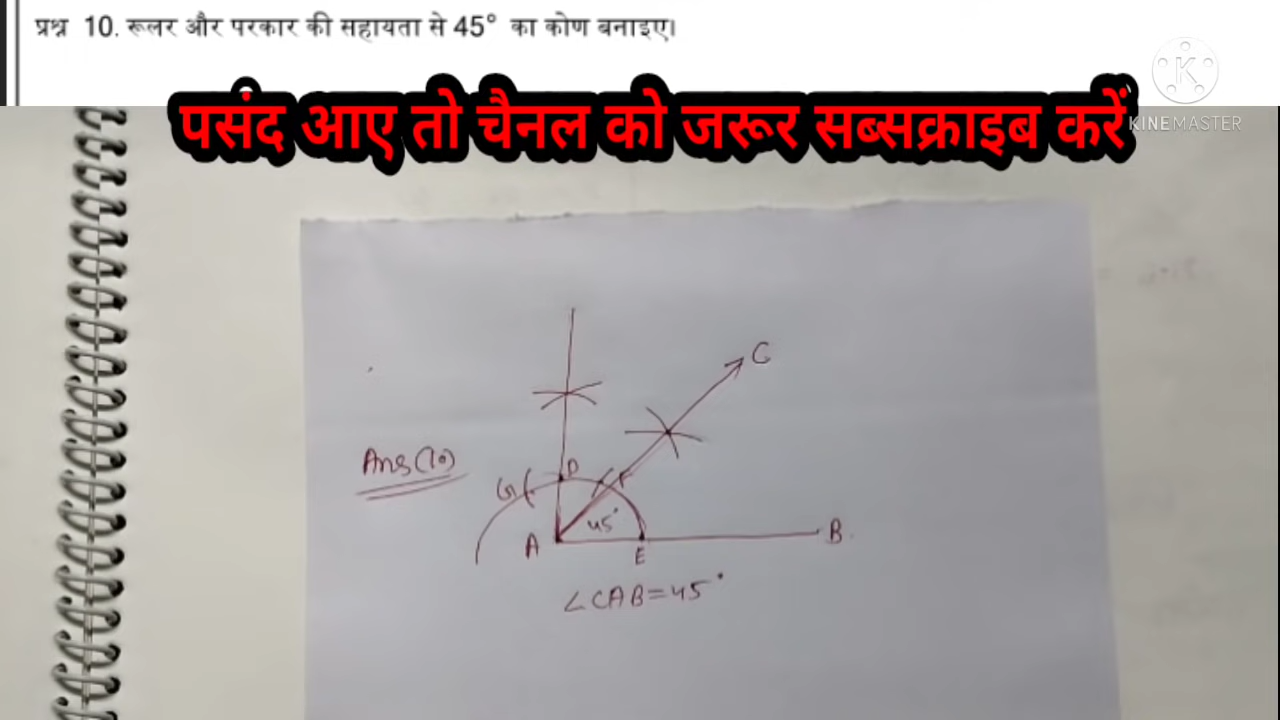 प्रश्न 10. रूलर और परकार की सहायता से 45° का कोण बनाइए।
K
KINEMASTER
पसंद आए तो चैनल को जरूर सब्सक्राइब करें
C
Ans(10)
G
D
F
45°
A
E
B
∠CAB=45°